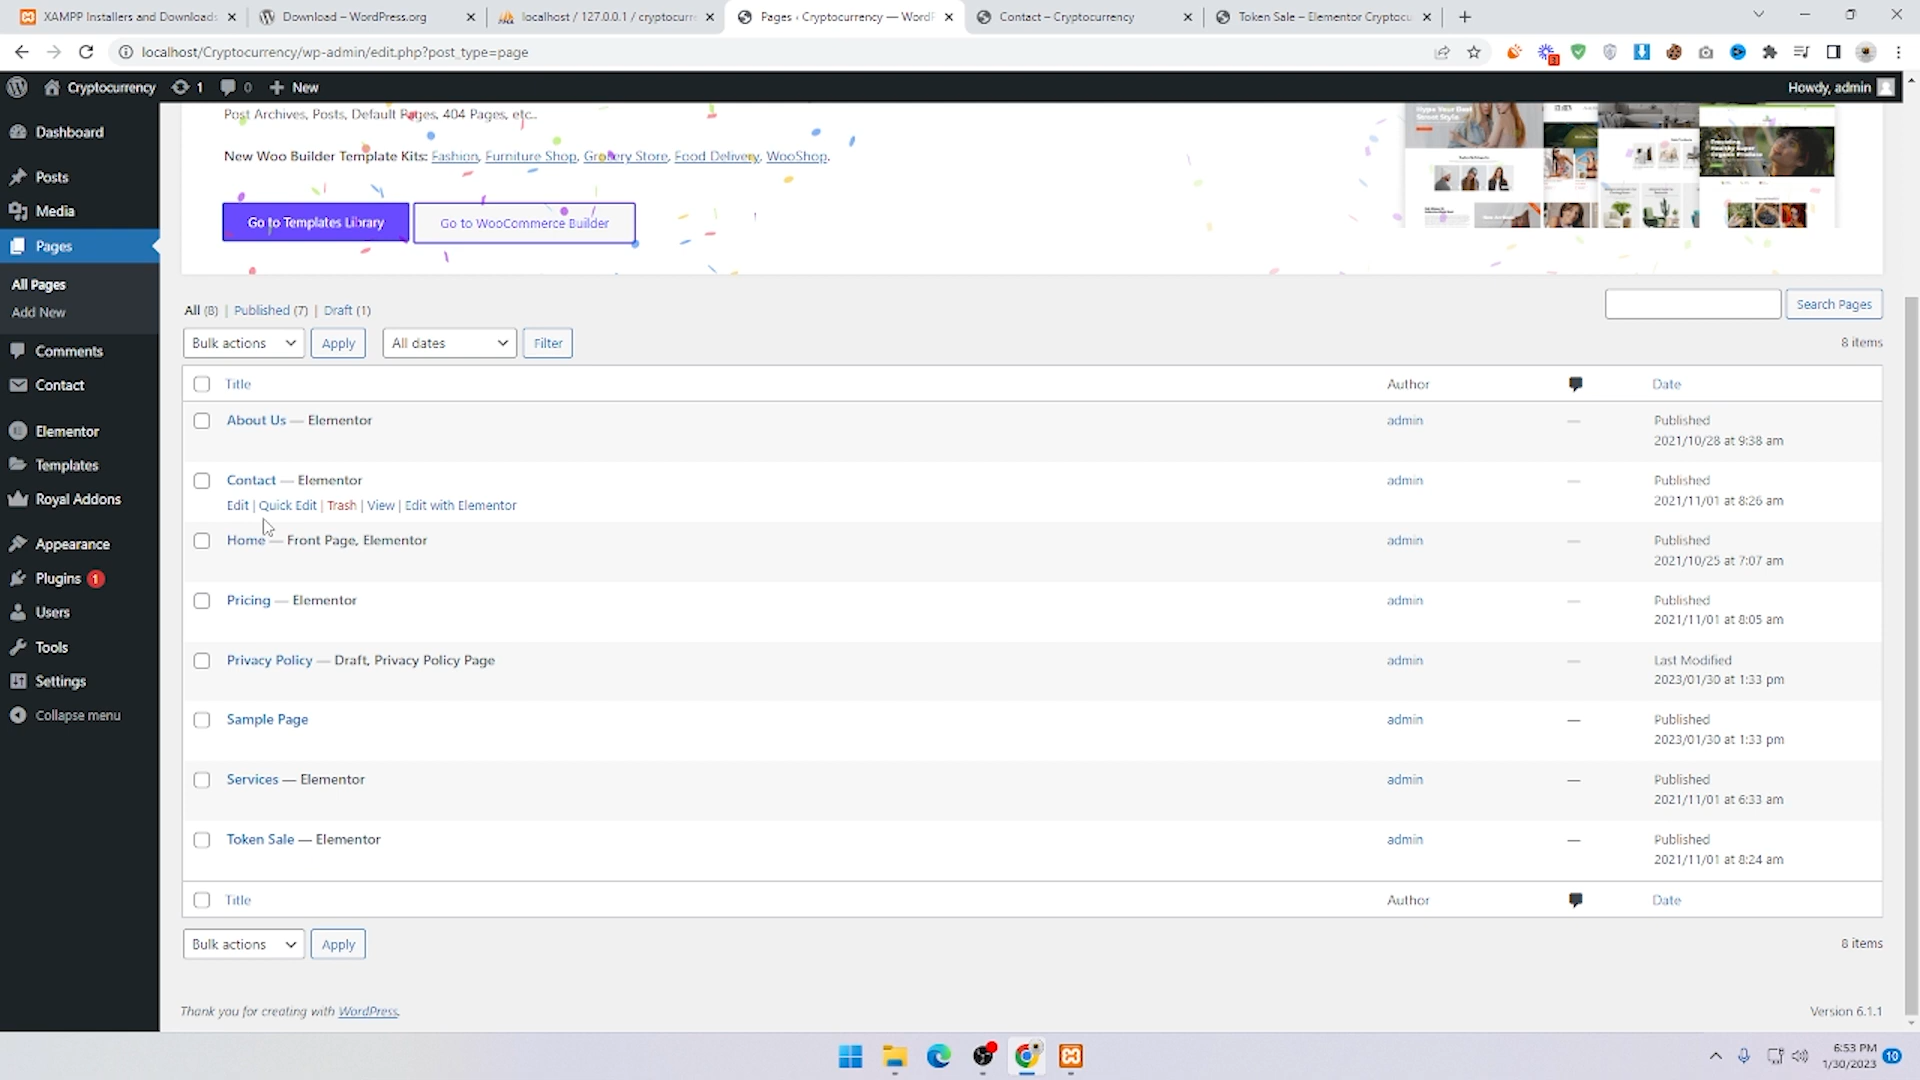 XAMPP Installers and Downloads
Download – WordPress.org
localhost / 127.0.0.1 / cryptocurr
Pages ‹ Cryptocurrency — WordP
Contact – Cryptocurrency
Token Sale – Elementor Cryptocu
localhost/Cryptocurrency/wp-admin/edit.php?post_type=page
Cryptocurrency
1
0
New
Howdy, admin
Dashboard
Posts
Media
Pages
All Pages
Add New
Comments
Contact
Elementor
Templates
Royal Addons
Appearance
Plugins 1
Users
Tools
Settings
Collapse menu
Post Archives, Posts, Default Pages, 404 Pages, etc..
New Woo Builder Template Kits: Fashion, Furniture Shop, Grocery Store, Food Delivery, WooShop.
Go to Templates Library
Go to WooCommerce Builder
Hype Your Best
Street Style
All (8) | Published (7) | Draft (1)
Search Pages
Bulk actions
Apply
All dates
Filter
8 items
Title
Author
Date
About Us — Elementor
admin
—
Published
2021/10/28 at 9:38 am
Contact — Elementor
Edit | Quick Edit | Trash | View | Edit with Elementor
admin
—
Published
2021/11/01 at 8:26 am
Home — Front Page, Elementor
admin
—
Published
2021/10/25 at 7:07 am
Pricing — Elementor
admin
—
Published
2021/11/01 at 8:05 am
Privacy Policy — Draft, Privacy Policy Page
admin
—
Last Modified
2023/01/30 at 1:33 pm
Sample Page
admin
—
Published
2023/01/30 at 1:33 pm
Services — Elementor
admin
—
Published
2021/11/01 at 6:33 am
Token Sale — Elementor
admin
—
Published
2021/11/01 at 8:24 am
Title
Author
Date
Bulk actions
Apply
8 items
Thank you for creating with WordPress.
Version 6.1.1
6:53 PM
1/30/2023
10